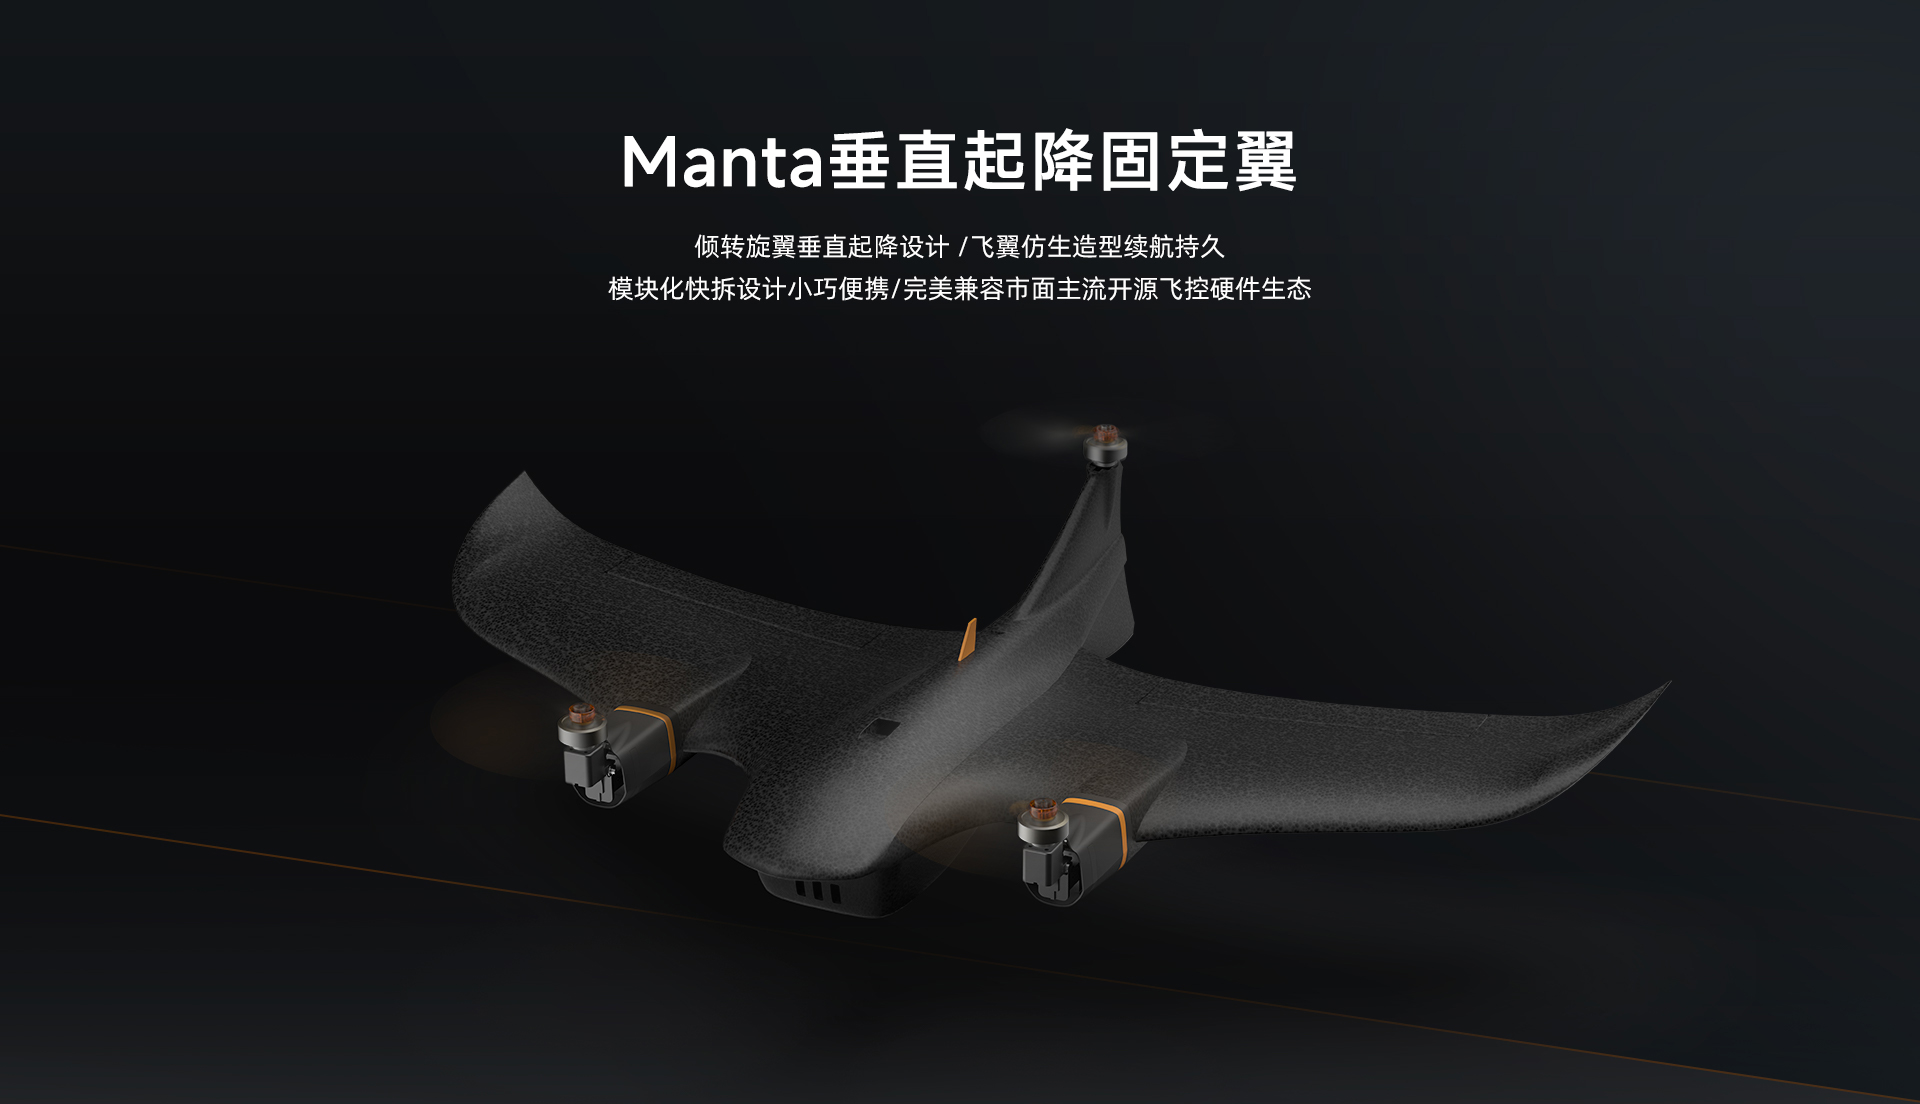 Manta垂直起降固定翼
倾转旋翼垂直起降设计 /飞翼仿生造型续航持久
模块化快拆设计小巧便携/完美兼容市面主流开源飞控硬件生态